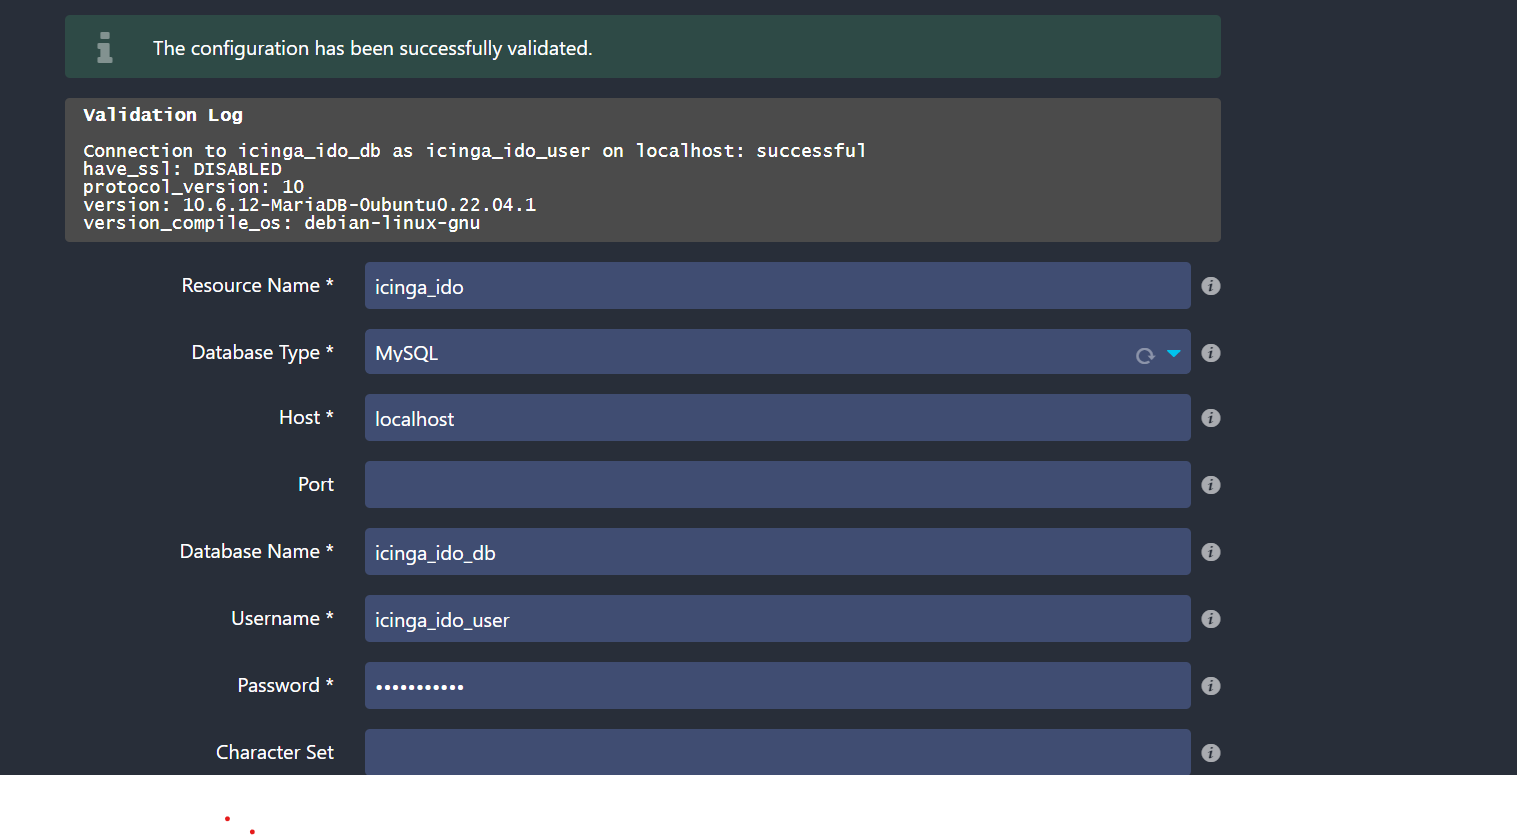 The configuration has been successfully validated.
Validation Log
Connection to icinga_ido_db as icinga_ido_user on localhost: successful
have_ssl: DISABLED
protocol_version: 10
version: 10.6.12-MariaDB-0ubuntu0.22.04.1
version_compile_os: debian-linux-gnu
Resource Name * icinga_ido
Database Type * MySQL
Host * localhost
Port
Database Name * icinga_ido_db
Username * icinga_ido_user
Password * •••••••••••
Character Set